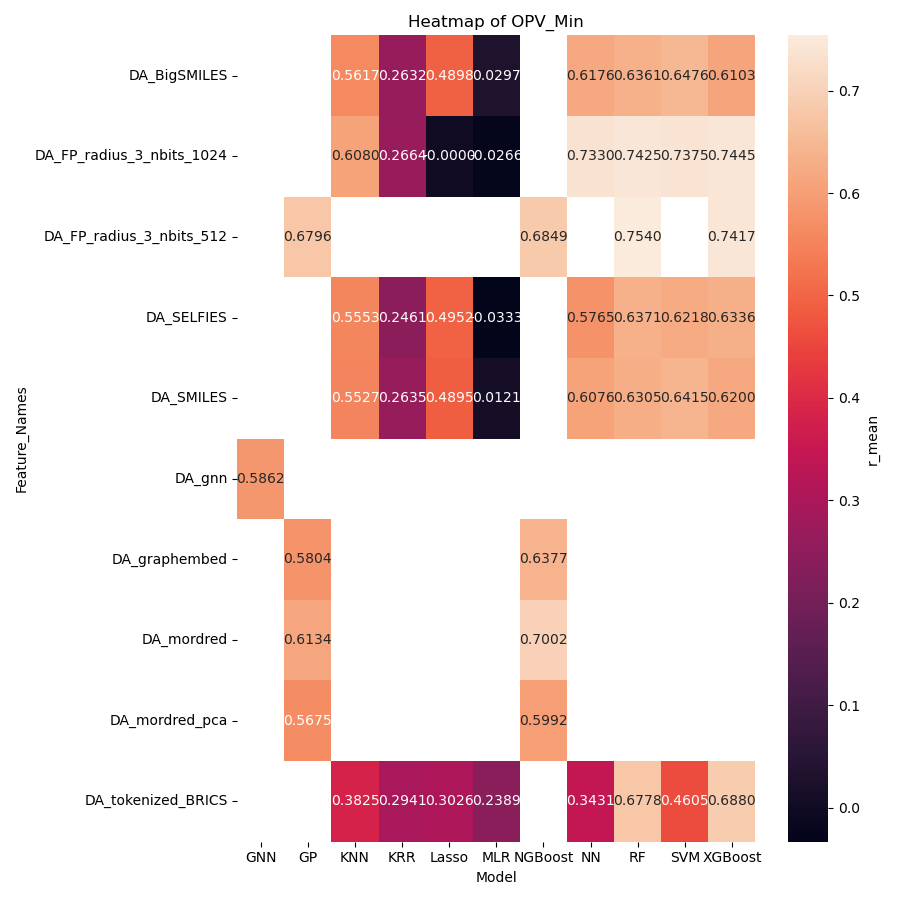 Heatmap of OPV_Min
DA_BigSMILES 0.5617 0.2632 0.4898 0.0297 0.6176 0.6361 0.6476 0.6103
DA_FP_radius_3_nbits_1024 0.6080 0.2664 -0.0000 -0.0266 0.7330 0.7425 0.7375 0.7445
DA_FP_radius_3_nbits_512 0.6796 0.6849 0.7540 0.7417
DA_SELFIES 0.5553 0.2461 0.4952 -0.0333 0.5765 0.6371 0.6218 0.6336
DA_SMILES 0.5527 0.2635 0.4895 0.0121 0.6076 0.6305 0.6415 0.6200
DA_gnn 0.5862
DA_graphembed 0.5804 0.6377
DA_mordred 0.6134 0.7002
DA_mordred_pca 0.5675 0.5992
DA_tokenized_BRICS 0.3825 0.2941 0.3026 0.2389 0.3431 0.6778 0.4605 0.6880
GNN GP KNN KRR Lasso MLR NGBoost NN RF SVM XGBoost
Model
Feature_Names
0.7
0.6
0.5
0.4
0.3
0.2
0.1
0.0
r_mean